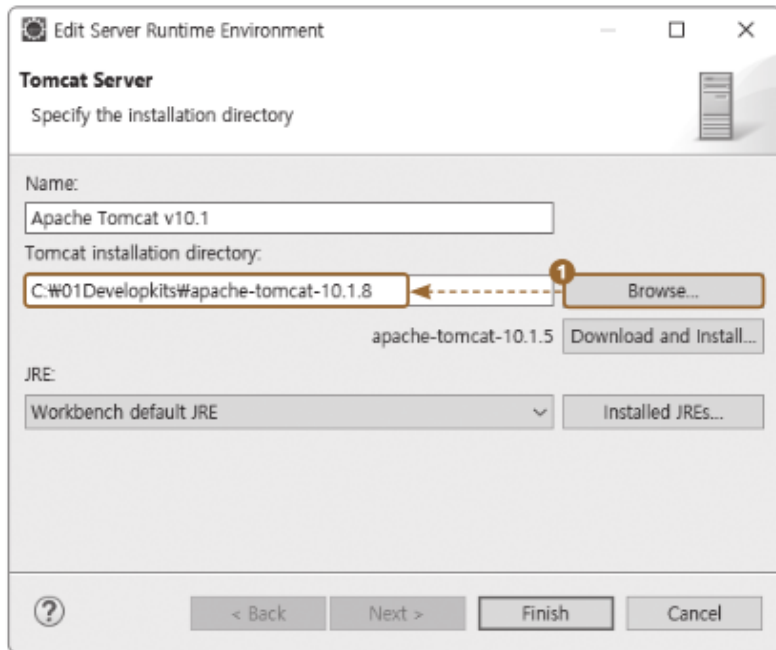 Edit Server Runtime Environment
Tomcat Server
Specify the installation directory
Name:
Apache Tomcat v10.1
Tomcat installation directory:
C:₩01Developkits₩apache-tomcat-10.1.8
1
Browse...
apache-tomcat-10.1.5
Download and Install...
JRE:
Workbench default JRE
Installed JREs...
?
< Back
Next >
Finish
Cancel